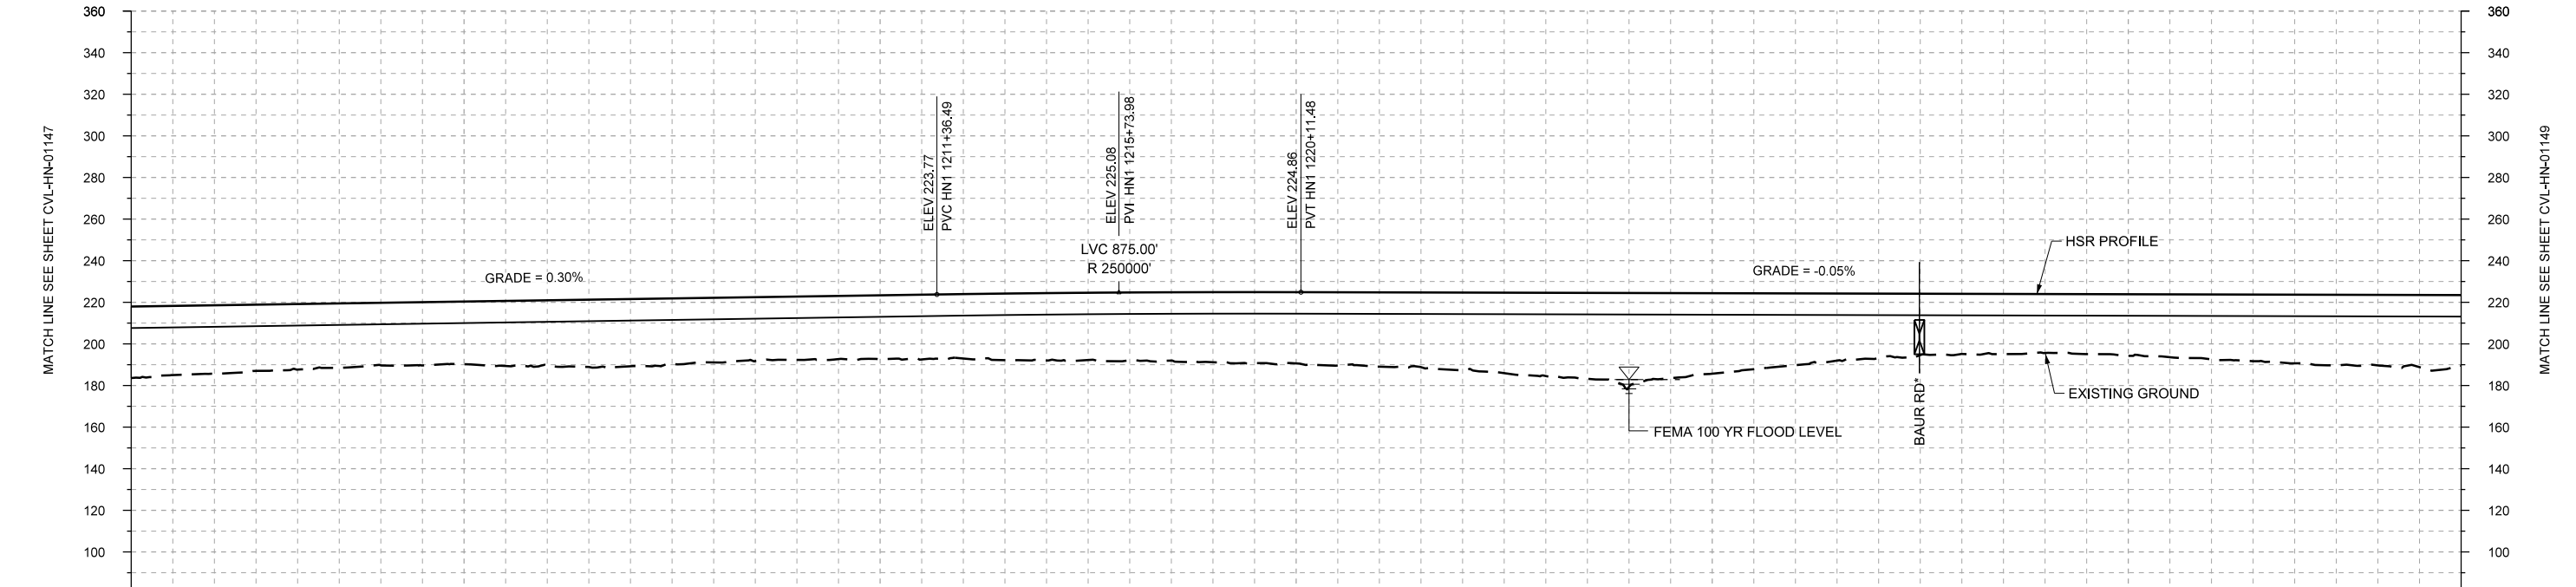 360
340
320
300
280
260
240
220
200
180
160
140
120
100
MATCH LINE SEE SHEET CVL-HN-01147
GRADE = 0.30%
ELEV 223.77
PVC HN1 1211+36.49
ELEV 225.08
PVI HN1 1215+73.98
LVC 875.00'
R 250000'
ELEV 224.86
PVT HN1 1220+11.48
GRADE = -0.05%
HSR PROFILE
BAUR RD*
EXISTING GROUND
FEMA 100 YR FLOOD LEVEL
360
340
320
300
280
260
240
220
200
180
160
140
120
100
MATCH LINE SEE SHEET CVL-HN-01149